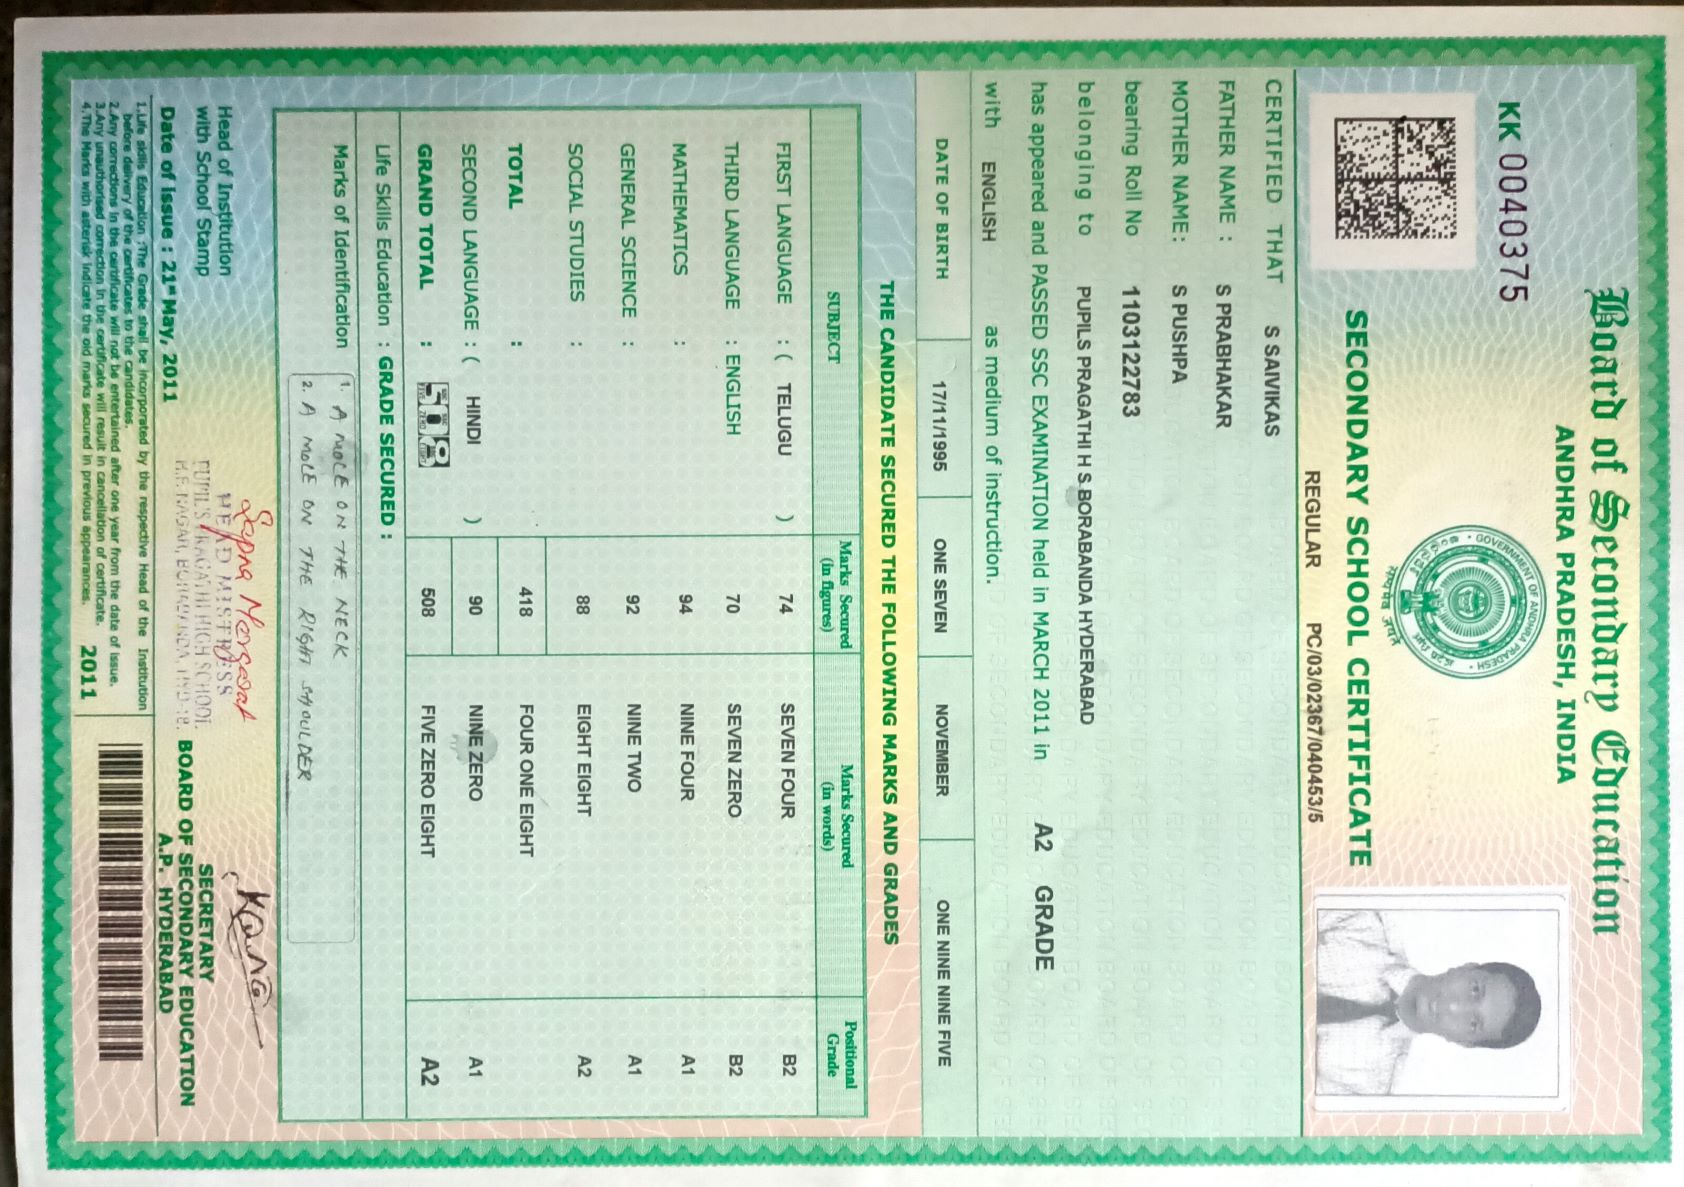 Board of Secondary Education
ANDHRA PRADESH, INDIA
KK 0040375
GOVERNMENT OF ANDHRA PRADESH
सत्यमेव जयते
SECONDARY SCHOOL CERTIFICATE
REGULAR PC/03/02367/040453/5
CERTIFIED THAT S SAIVIKAS
FATHER NAME : S PRABHAKAR
MOTHER NAME: S PUSHPA
bearing Roll No 1103122783
belonging to PUPILS PRAGATHI H S BORABANDA HYDERABAD
has appeared and PASSED SSC EXAMINATION held in MARCH 2011 in A2 GRADE
with ENGLISH as medium of instruction.
DATE OF BIRTH 17/11/1995 ONE SEVEN NOVEMBER ONE NINE NINE FIVE
THE CANDIDATE SECURED THE FOLLOWING MARKS AND GRADES
SUBJECT Marks Secured (in figures) Marks Secured (in words) Positional Grade
FIRST LANGUAGE : ( TELUGU ) 74 SEVEN FOUR B2
THIRD LANGUAGE : ENGLISH 70 SEVEN ZERO B2
MATHEMATICS : 94 NINE FOUR A1
GENERAL SCIENCE : 92 NINE TWO A1
SOCIAL STUDIES : 88 EIGHT EIGHT A2
TOTAL : 418 FOUR ONE EIGHT
SECOND LANGUAGE : ( HINDI ) 90 NINE ZERO A1
GRAND TOTAL : 508 508 FIVE ZERO EIGHT A2
Life Skills Education : GRADE SECURED :
Marks of Identification 1. A MOLE ON THE NECK
2. A MOLE ON THE RIGHT SHOULDER
Sapna Margarat
HEAD MISTRESS
PUPIL'S PRAGATHI HIGH SCHOOL
H.F. NAGAR, BORABANDA, HYD-18.
Head of Institution
with School Stamp
Date of issue : 21st May, 2011
SECRETARY
BOARD OF SECONDARY EDUCATION
A.P. HYDERABAD
1.Life skills Education :The Grade shall be incorporated by the respective Head of the Institution
before delivery of the certificates to the candidates.
2.Any corrections in the certificate will not be entertained after one year from the date of issue.
3.Any unauthorised correction in the certificate will result in cancellation of certificate.
4.The Marks with asterisk indicate the old marks secured in previous appearances. 2011